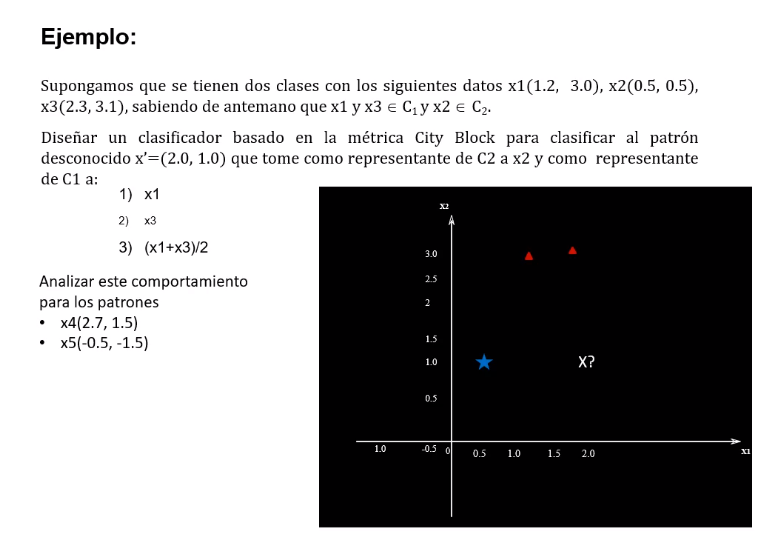 Ejemplo:
Supongamos que se tienen dos clases con los siguientes datos x1(1.2, 3.0), x2(0.5, 0.5),
x3(2.3, 3.1), sabiendo de antemano que x1 y x3 ∈ C₁ y x2 ∈ C₂.
Diseñar un clasificador basado en la métrica City Block para clasificar al patrón
desconocido x’=(2.0, 1.0) que tome como representante de C2 a x2 y como representante
de C1 a:
1) x1
2) x3
3) (x1+x3)/2
Analizar este comportamiento
para los patrones
• x4(2.7, 1.5)
• x5(-0.5, -1.5)
X2
3.0
2.5
2
1.5
1.0
X?
0.5
1.0 -0.5 0 0.5 1.0 1.5 2.0 X1